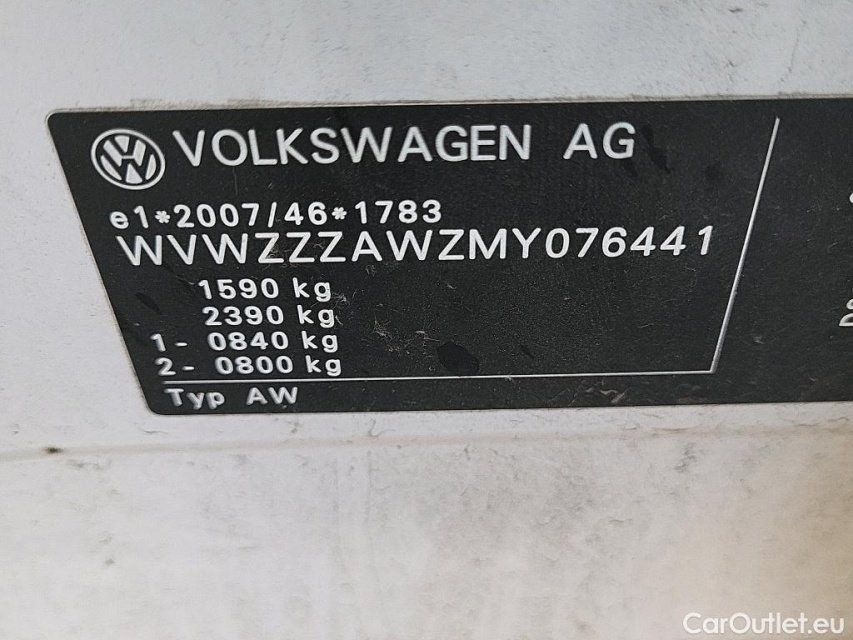 VOLKSWAGEN AG
e1*2007/46*1783
WVWZZZAWZMY076441
1590 kg
2390 kg
1- 0840 kg
2- 0800 kg
Typ AW
CarOutlet.eu